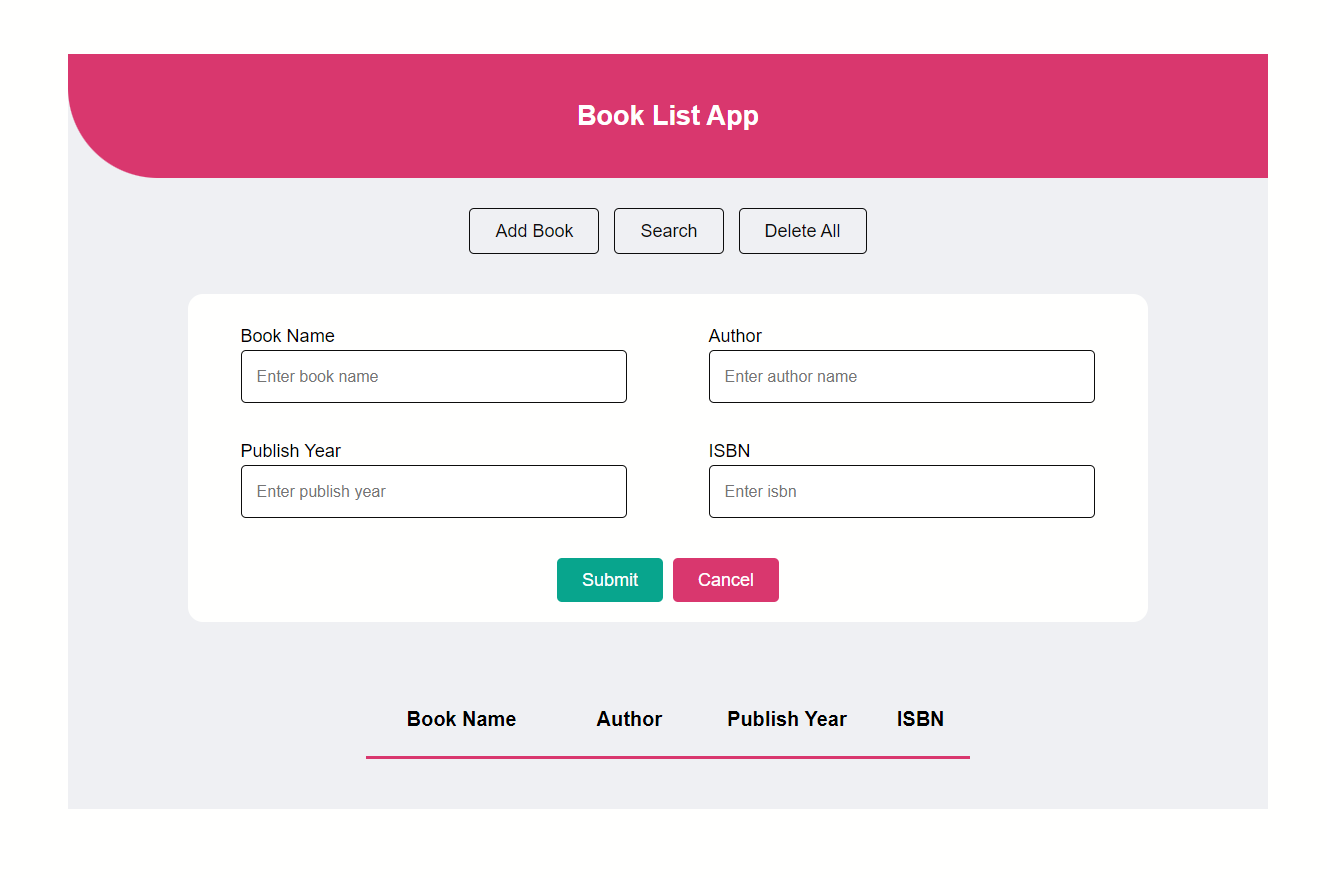 Book List App
Add Book Search Delete All
Book Name Author
Enter book name Enter author name
Publish Year ISBN
Enter publish year Enter isbn
Submit Cancel
Book Name Author Publish Year ISBN